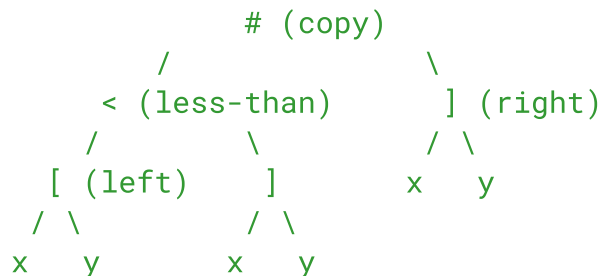 # (copy)
/ \
< (less-than) ] (right)
/ \ / \
[ (left) ] x y
/ \ / \
x y x y